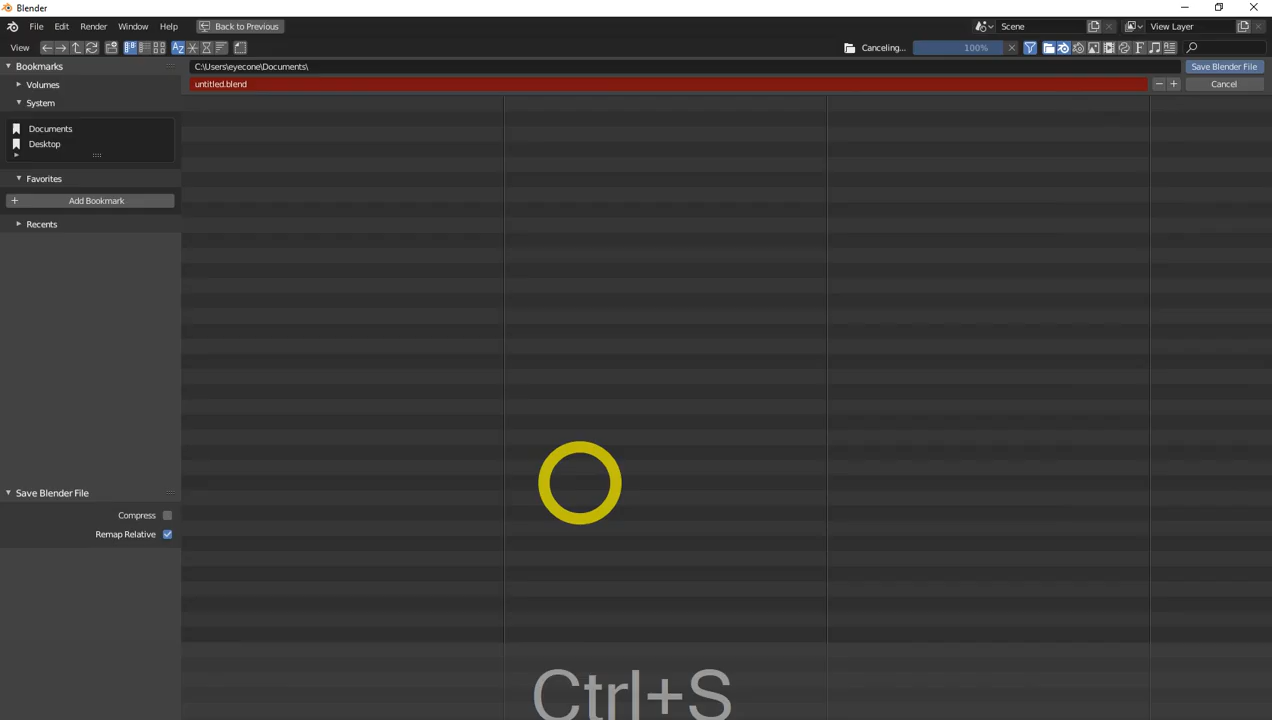 Blender
File Edit Render Window Help Back to Previous Scene View Layer
View Canceling... 100%
Bookmarks C:\Users\eyecone\Documents\ Save Blender File
Volumes untitled.blend Cancel
System
Documents
Desktop
Favorites
Add Bookmark
Recents
Save Blender File
Compress
Remap Relative
Ctrl+S